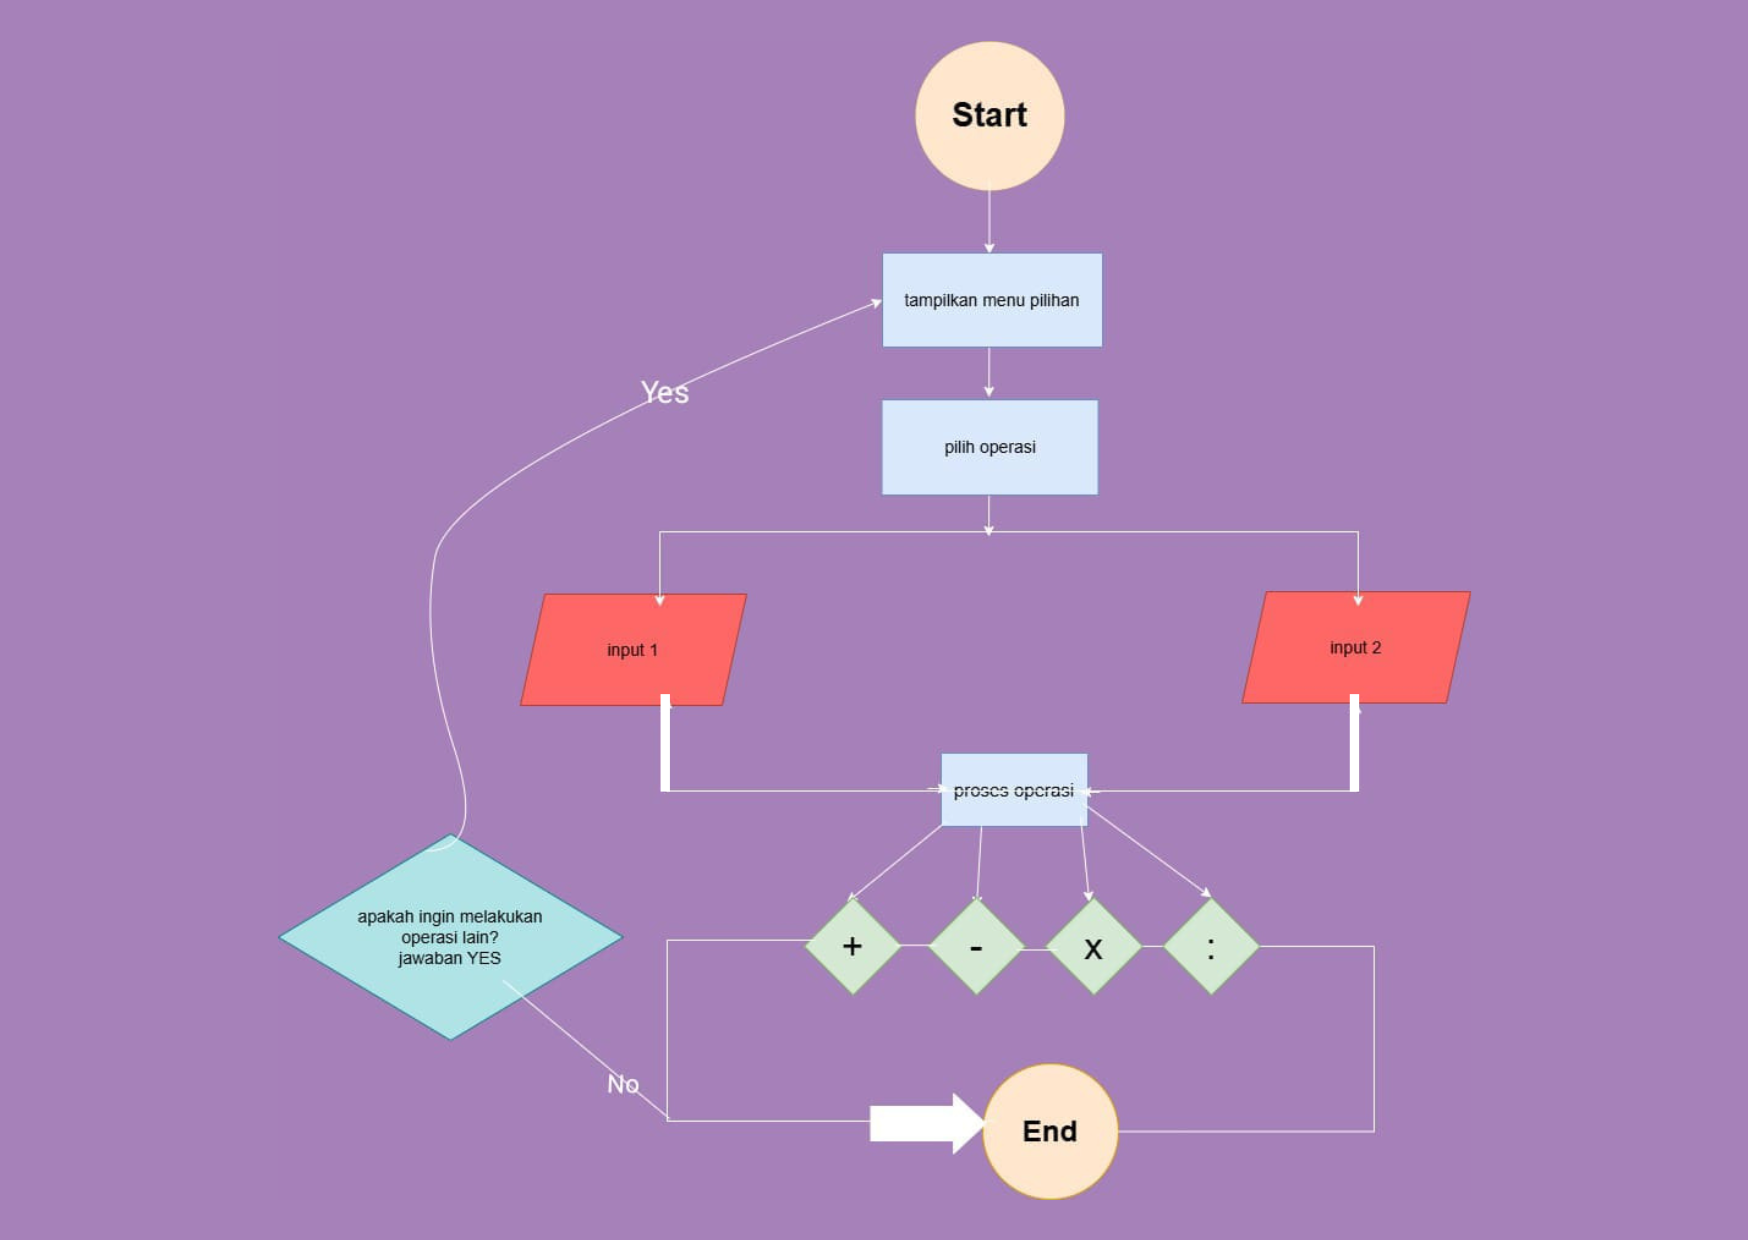 Start
tampilkan menu pilihan
Yes
pilih operasi
input 1
input 2
proses operasi
apakah ingin melakukan
operasi lain?
jawaban YES
+
-
x
:
No
End